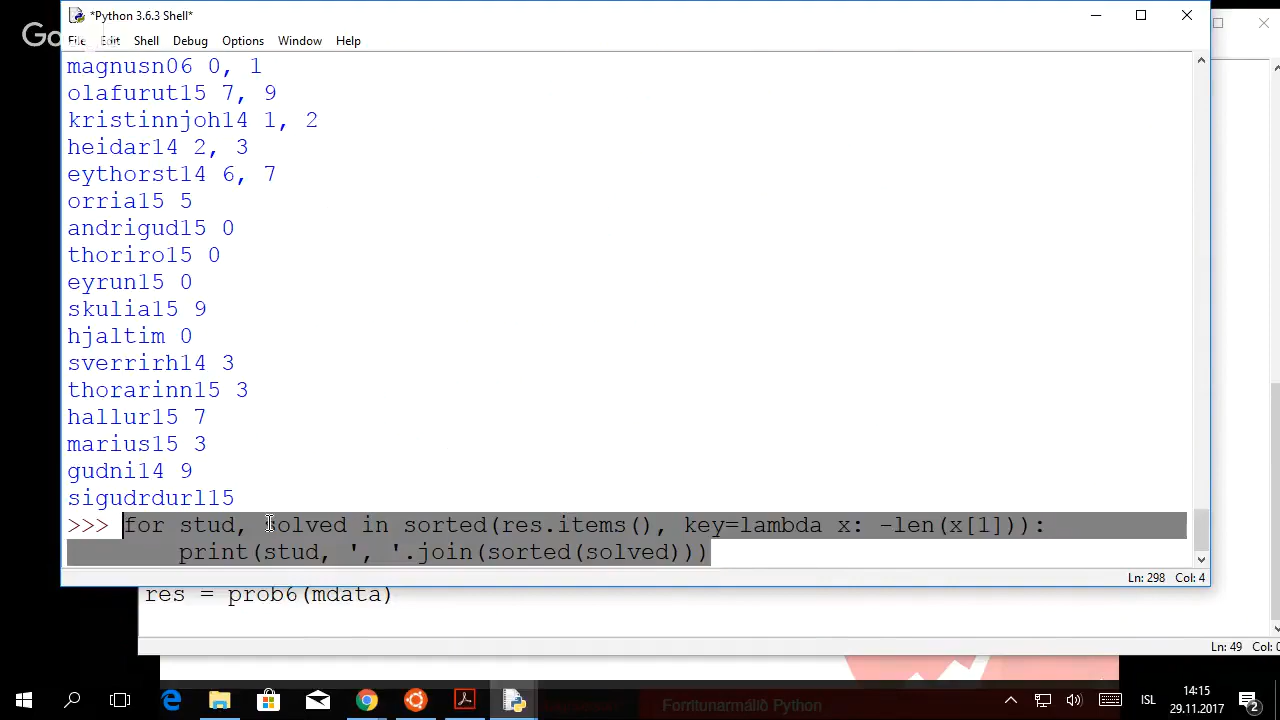 *Python 3.6.3 Shell*
File Edit Shell Debug Options Window Help
magnusn06 0, 1
olafurut15 7, 9
kristinnjoh14 1, 2
heidar14 2, 3
eythorst14 6, 7
orria15 5
andrigud15 0
thoriro15 0
eyrun15 0
skulia15 9
hjaltim 0
sverrirh14 3
thorarinn15 3
hallur15 7
marius15 3
gudni14 9
sigudrdurl15
>>> for stud, solved in sorted(res.items(), key=lambda x: -len(x[1])):
print(stud, ', '.join(sorted(solved)))
Ln: 298 Col: 4
res = prob6(mdata)
Ln: 49 Col: 0
Forritunarmálið Python
ISL
14:15
29.11.2017
2